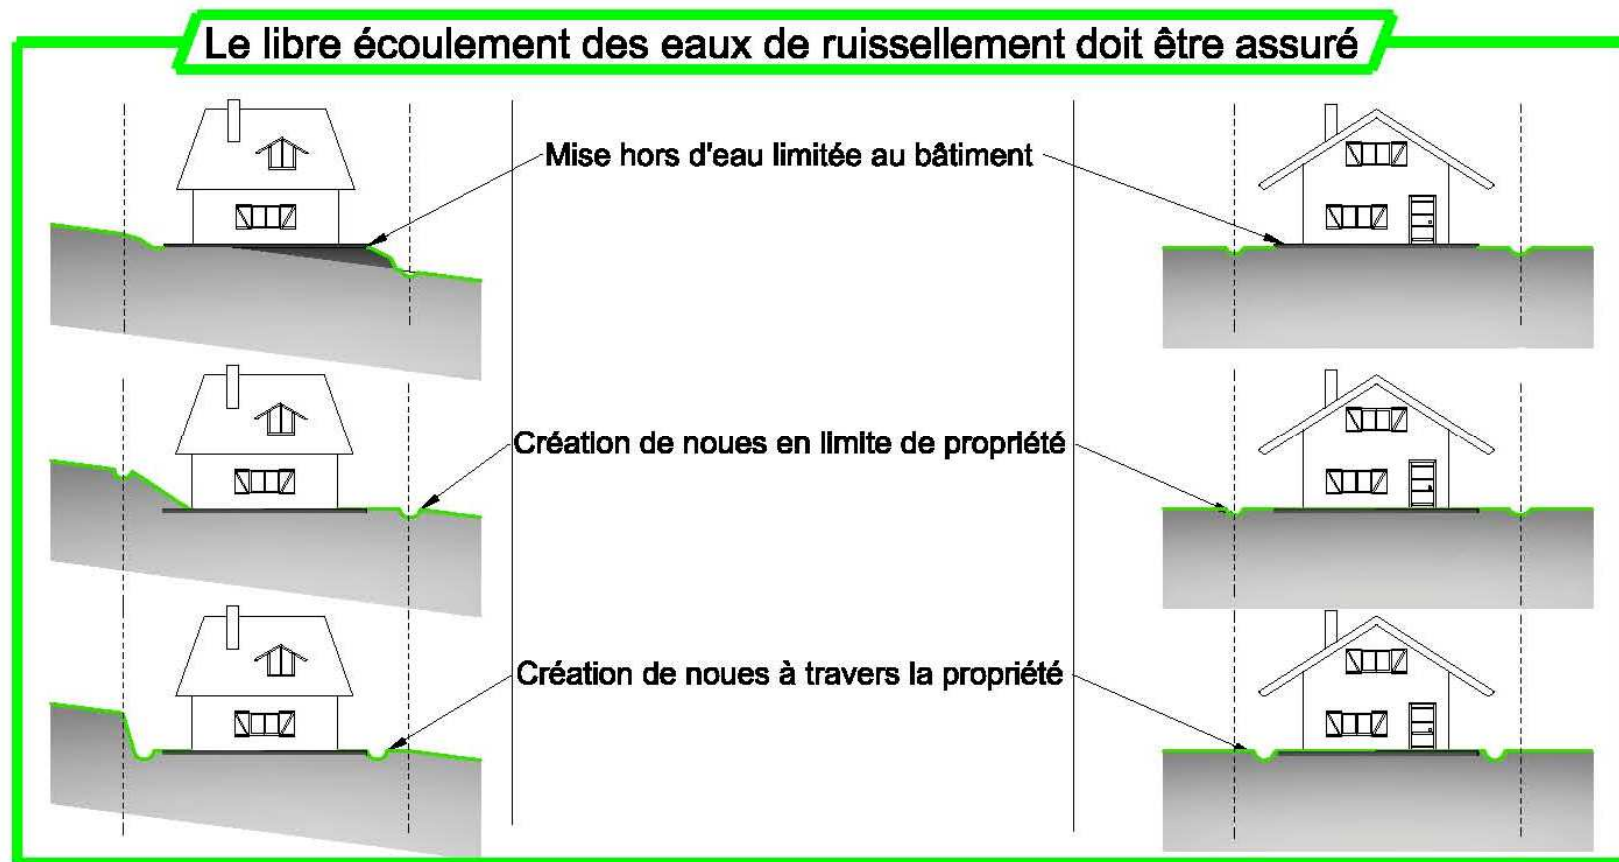 Le libre écoulement des eaux de ruissellement doit être assuré
Mise hors d'eau limitée au bâtiment
Création de noues en limite de propriété
Création de noues à travers la propriété